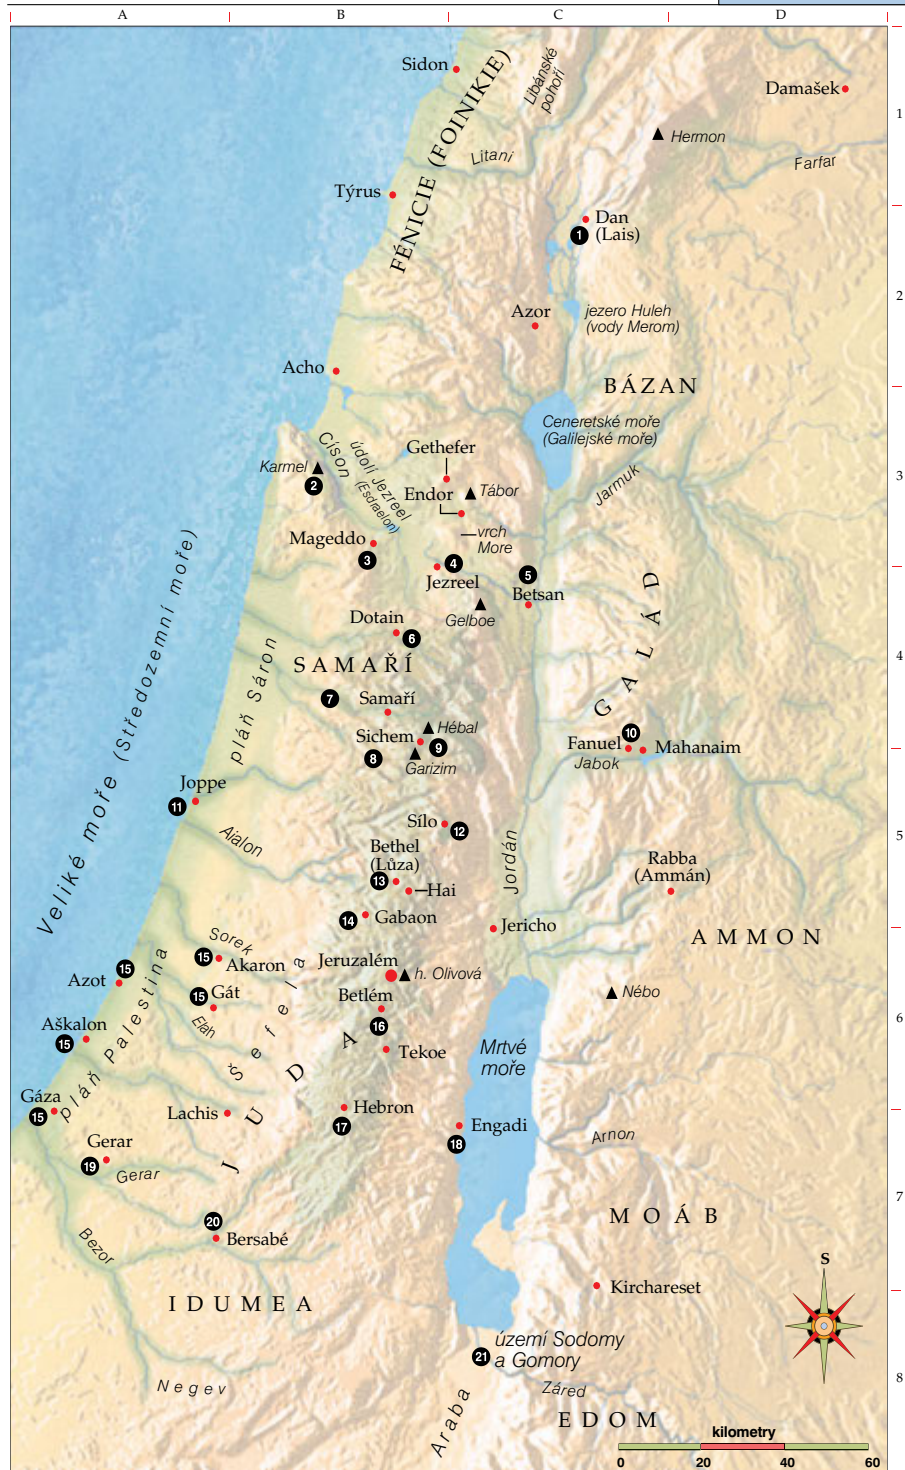 A B C D
Sidon
Libánské
pohoří
Damašek
1
FÉNICIE (FOINIKIE)
Hermon
Litani
Farfar
Týrus
Dan
(Lais)
1
2
Azor
jezero Huleh
(vody Merom)
Acho
BÁZAN
Ceneretské moře
(Galilejské moře)
Císon
údolí Jezreel
(Esdraelon)
Gethefer
Karmel
2
Tábor
Jarmuk
3
Endor
vrch
More
Mageddo
3
4
Jezreel
5
Betsan
Gelboe
Veliké moře (Středozemní moře)
GALÁD
Dotain
6
4
SAMAŘÍ
pláň Sáron
7
Samaří
Hébal
Sichem
9
8
Garizim
10
Fanuel
Mahanaim
Jabok
Joppe
11
Sílo
12
Ajalon
Jordán
5
Bethel
(Lůza)
13
Hai
Rabba
(Ammán)
14
Gabaon
Jericho
AMMON
Sorek
15
Akaron
Jeruzalém
h. Olivová
15
Azot
15
Gát
Elah
Betlém
16
Nébo
6
Aškalon
15
pláň Palestina
Šefela
JUDA
Tekoe
Mrtvé
moře
Gáza
15
Lachis
Hebron
17
Engadi
18
Arnon
Gerar
19
Gerar
7
MOÁB
20
Bersabé
Bezor
Kirchareset
S
IDUMEA
území Sodomy
a Gomory
21
8
Negev
Záred
Araba
EDOM
kilometry
0 20 40 60